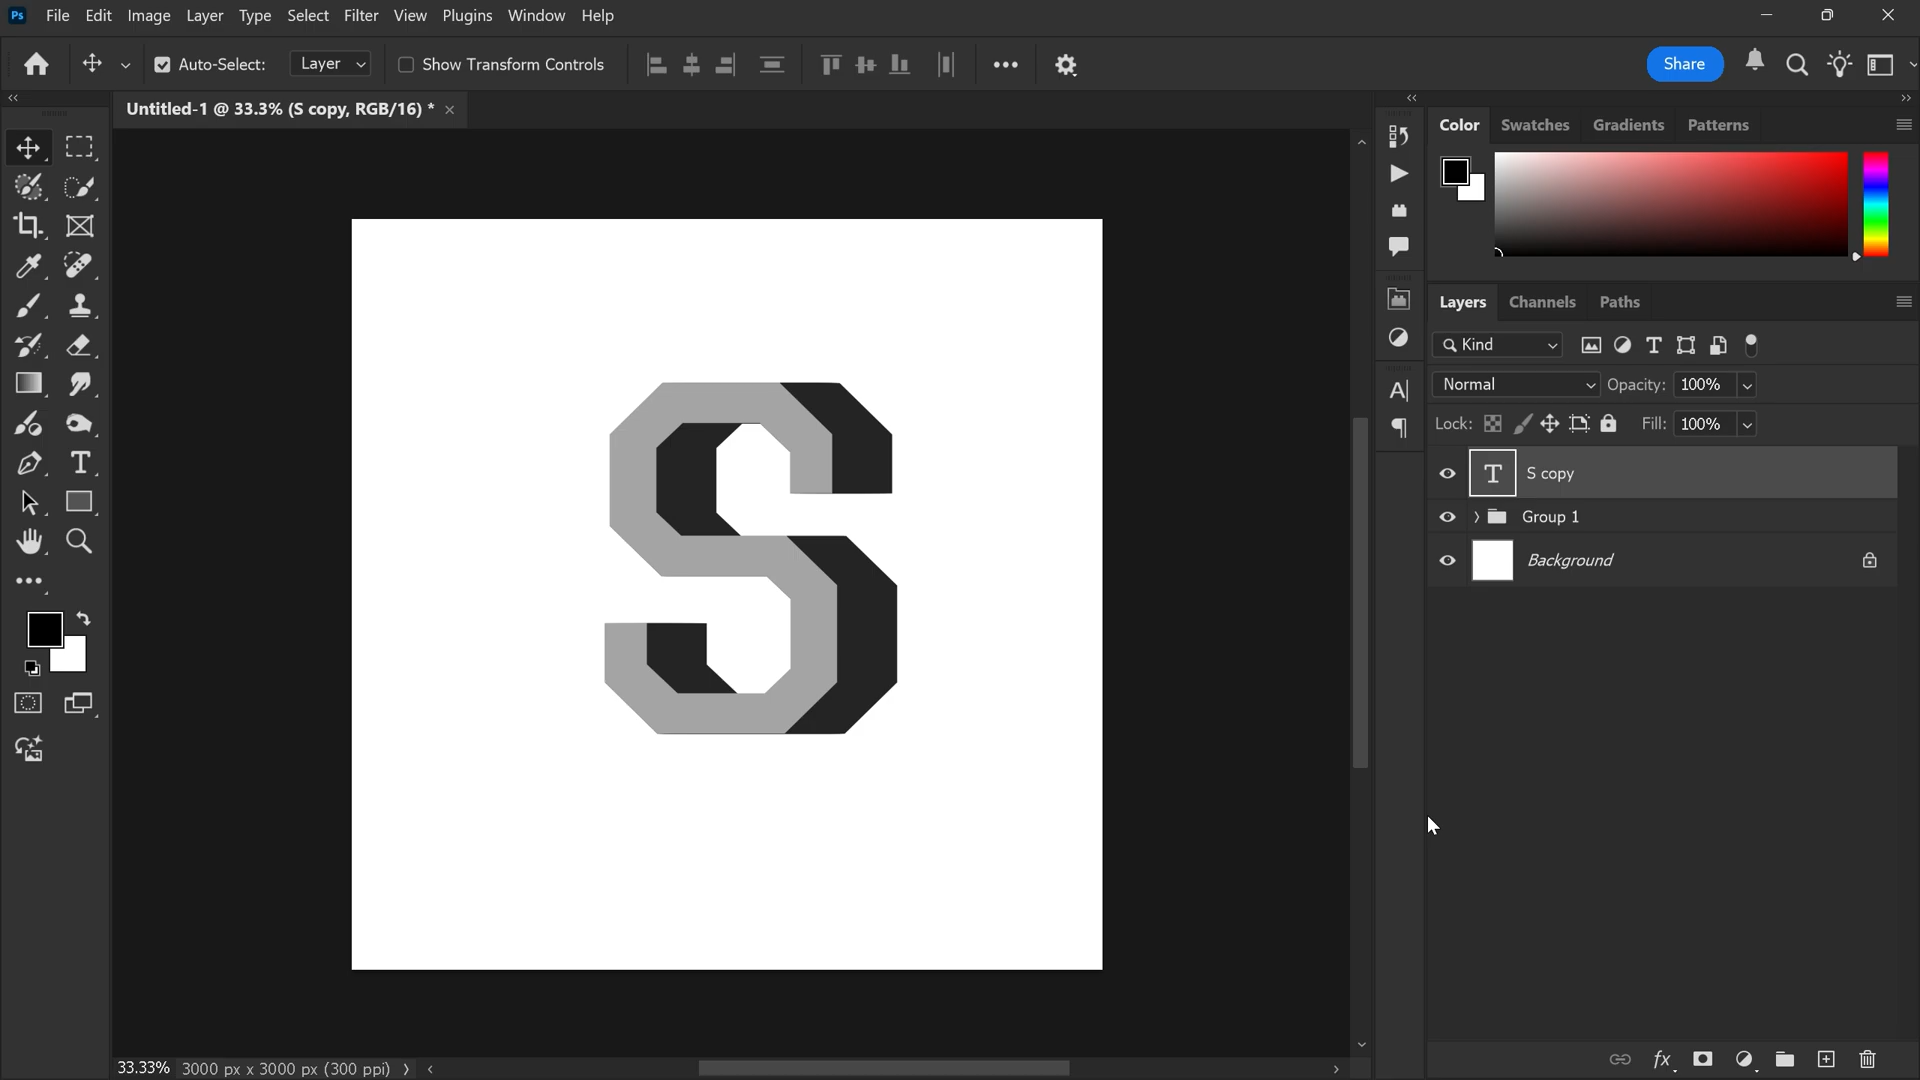 Ps File Edit Image Layer Type Select Filter View Plugins Window Help
Auto-Select: Layer Show Transform Controls Share
Untitled-1 @ 33.3% (S copy, RGB/16) *
S
Color Swatches Gradients Patterns
Layers Channels Paths
Kind
Normal Opacity: 100%
Lock: Fill: 100%
S copy
Group 1
Background
33.33% 3000 px x 3000 px (300 ppi)